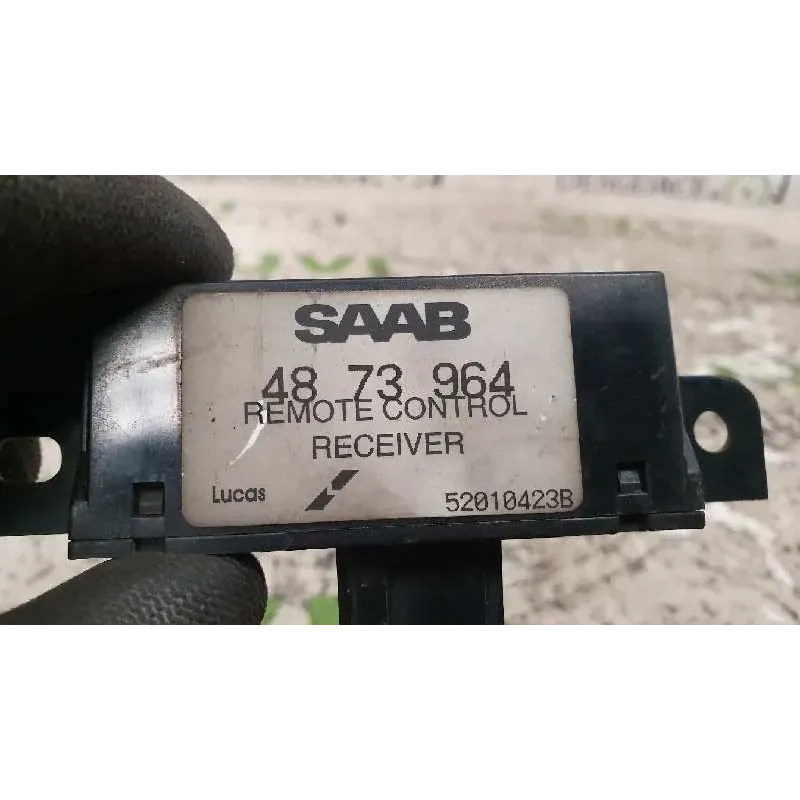 SAAB
48 73 964
REMOTE CONTROL
RECEIVER
Lucas 52010423B